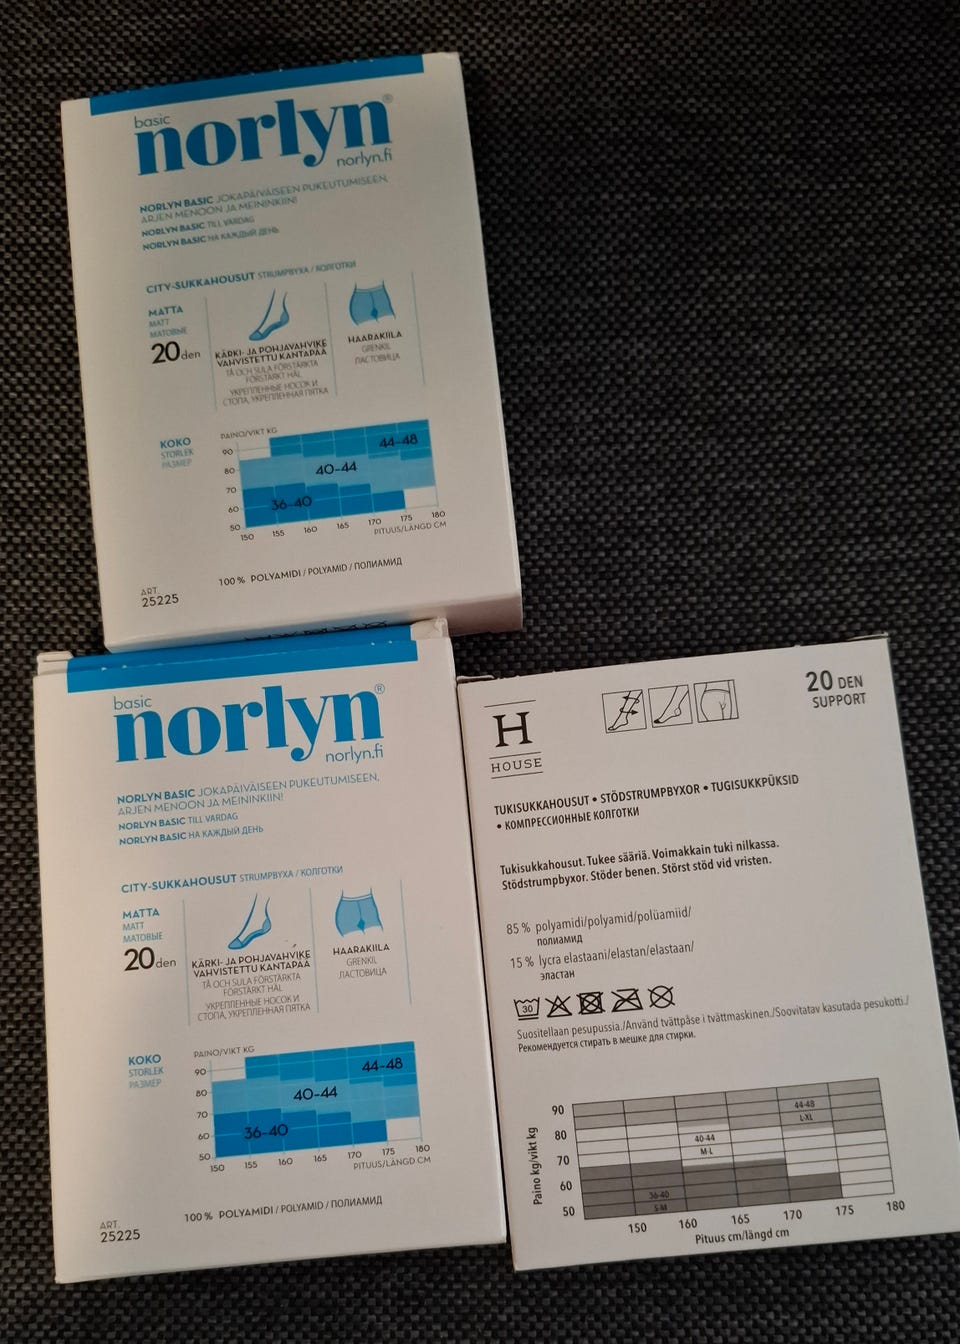 basic
norlyn®
norlyn.fi
NORLYN BASIC JOKAPÄIVÄISEEN PUKEUTUMISEEN,
ARJEN MENOON JA MEININKIIN!
NORLYN BASIC TILL VARDAG
NORLYN BASIC НА КАЖДЫЙ ДЕНЬ
CITY-SUKKAHOUSUT STRUMPBYXA / КОЛГОТКИ
MATTA
MATT
МАТОВЫЕ
20den
KÄRKI- JA POHJAVAHVIKE
VAHVISTETTU KANTAPÄÄ
TÅ OCH SULA FÖRSTÄRKTA
FÖRSTÄRKT HÄL
УКРЕПЛЕННЫЕ НОСОК И
СТОПА, УКРЕПЛЕННАЯ ПЯТКА
HAARAKIILA
GRENKIL
ЛАСТОВИЦА
KOKO
STORLEK
РАЗМЕР
PAINO/VIKT KG
90
80
70
60
50
44-48
40-44
36-40
150 155 160 165 170 175 180
PITUUS/LÄNGD CM
100 % POLYAMIDI / POLYAMID / ПОЛИАМИД
ART.
25225
basic
norlyn®
norlyn.fi
NORLYN BASIC JOKAPÄIVÄISEEN PUKEUTUMISEEN,
ARJEN MENOON JA MEININKIIN!
NORLYN BASIC TILL VARDAG
NORLYN BASIC НА КАЖДЫЙ ДЕНЬ
CITY-SUKKAHOUSUT STRUMPBYXA / КОЛГОТКИ
MATTA
MATT
МАТОВЫЕ
20den
KÄRKI- JA POHJAVAHVIKE
VAHVISTETTU KANTAPÄÄ
TÅ OCH SULA FÖRSTÄRKTA
FÖRSTÄRKT HÄL
УКРЕПЛЕННЫЕ НОСОК И
СТОПА, УКРЕПЛЕННАЯ ПЯТКА
HAARAKIILA
GRENKIL
ЛАСТОВИЦА
KOKO
STORLEK
РАЗМЕР
PAINO/VIKT KG
90
80
70
60
50
44-48
40-44
36-40
150 155 160 165 170 175 180
PITUUS/LÄNGD CM
100 % POLYAMIDI / POLYAMID / ПОЛИАМИД
ART.
25225
H
HOUSE
20 DEN
SUPPORT
TUKISUKKAHOUSUT • STÖDSTRUMPBYXOR • TUGISUKKPÜKSID
• КОМПРЕССИОННЫЕ КОЛГОТКИ
Tukisukkahousut. Tukee sääriä. Voimakkain tuki nilkassa.
Stödstrumpbyxor. Stöder benen. Störst stöd vid vristen.
85 % polyamidi/polyamid/polüamiid/
полиамид
15 % lycra elastaani/elastan/elastaan/
эластан
30
Suositellaan pesupussia./Använd tvättpåse i tvättmaskinen./Soovitatav kasutada pesukotti./
Рекомендуется стирать в мешке для стирки.
Paino kg/vikt kg
90
80
70
60
50
44-48
L-XL
40-44
M-L
36-40
S-M
150 160 165 170 175 180
Pituus cm/längd cm